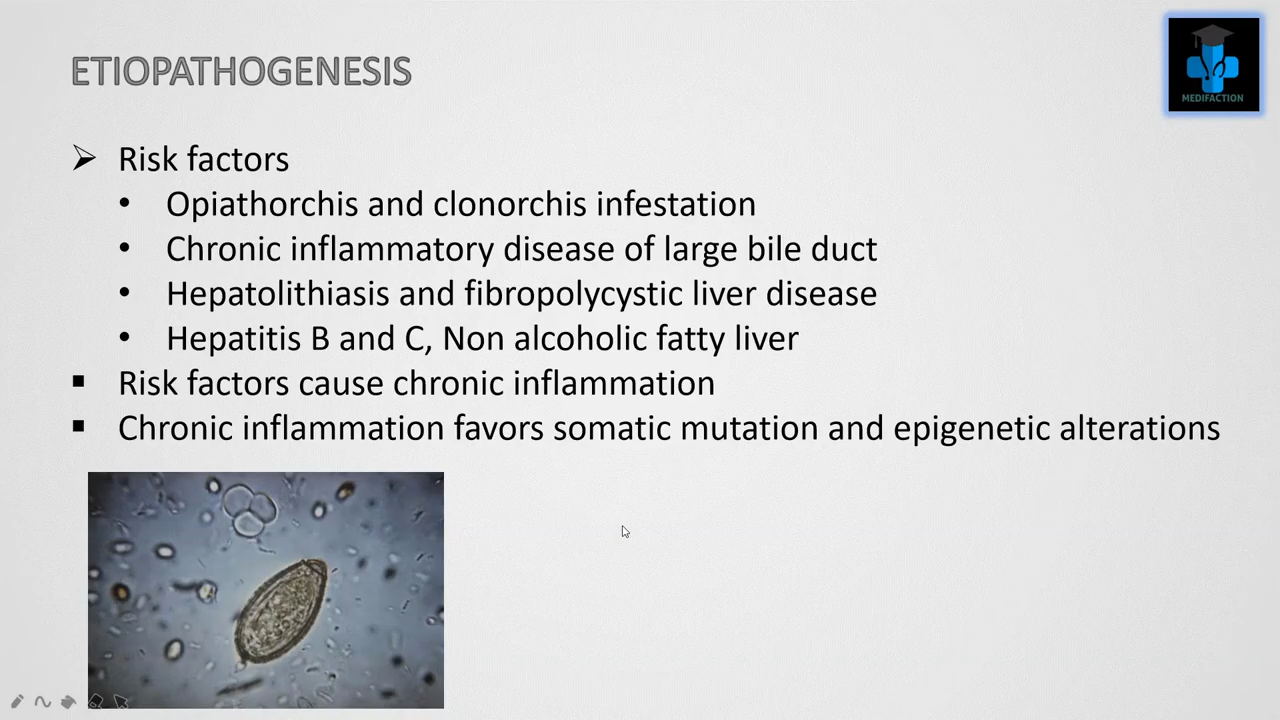 ETIOPATHOGENESIS
MEDIFACTION
➢ Risk factors
• Opiathorchis and clonorchis infestation
• Chronic inflammatory disease of large bile duct
• Hepatolithiasis and fibropolycystic liver disease
• Hepatitis B and C, Non alcoholic fatty liver
▪ Risk factors cause chronic inflammation
▪ Chronic inflammation favors somatic mutation and epigenetic alterations